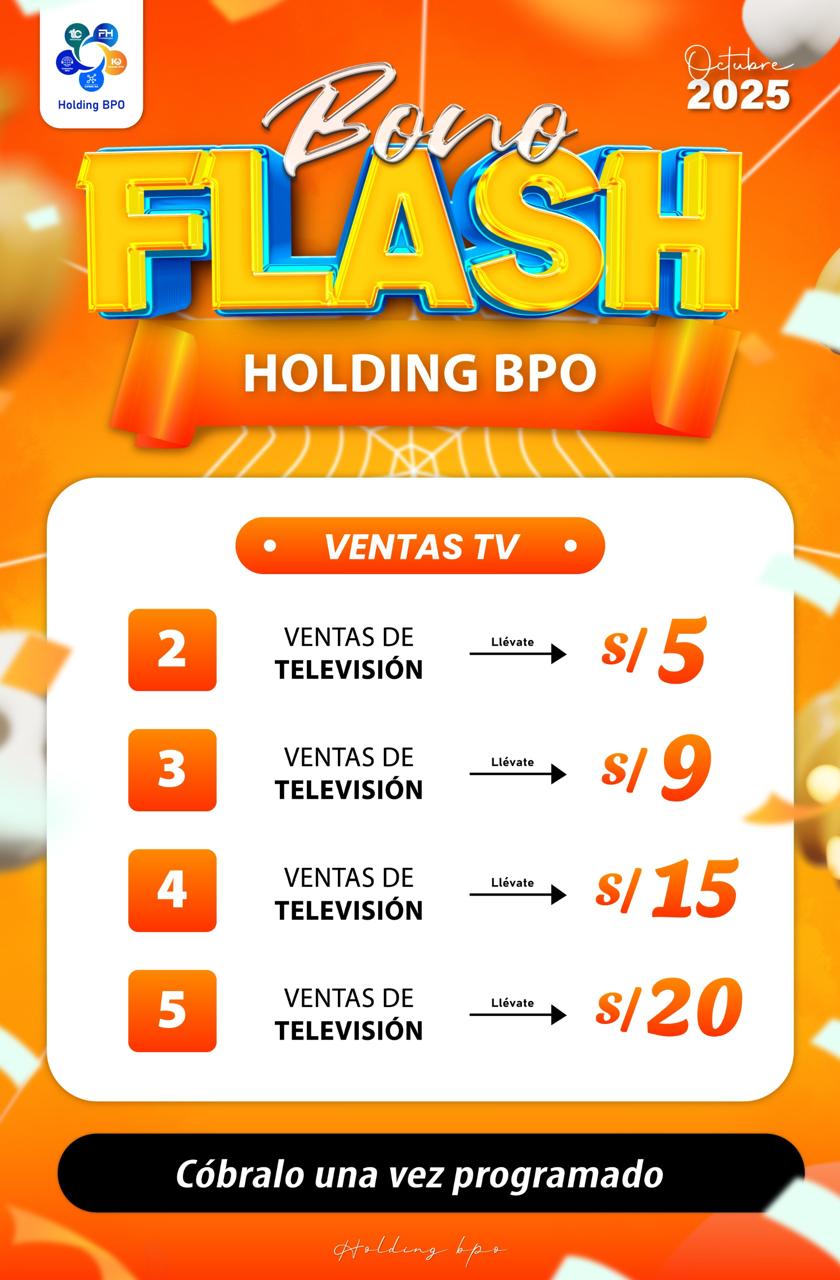 Holding BPO
Octubre
2025
Bono
FLASH
HOLDING BPO
VENTAS TV
2
VENTAS DE
TELEVISIÓN
Llévate
S/ 5
3
VENTAS DE
TELEVISIÓN
Llévate
S/ 9
4
VENTAS DE
TELEVISIÓN
Llévate
S/ 15
5
VENTAS DE
TELEVISIÓN
Llévate
S/ 20
Cóbralo una vez programado
Holding bpo